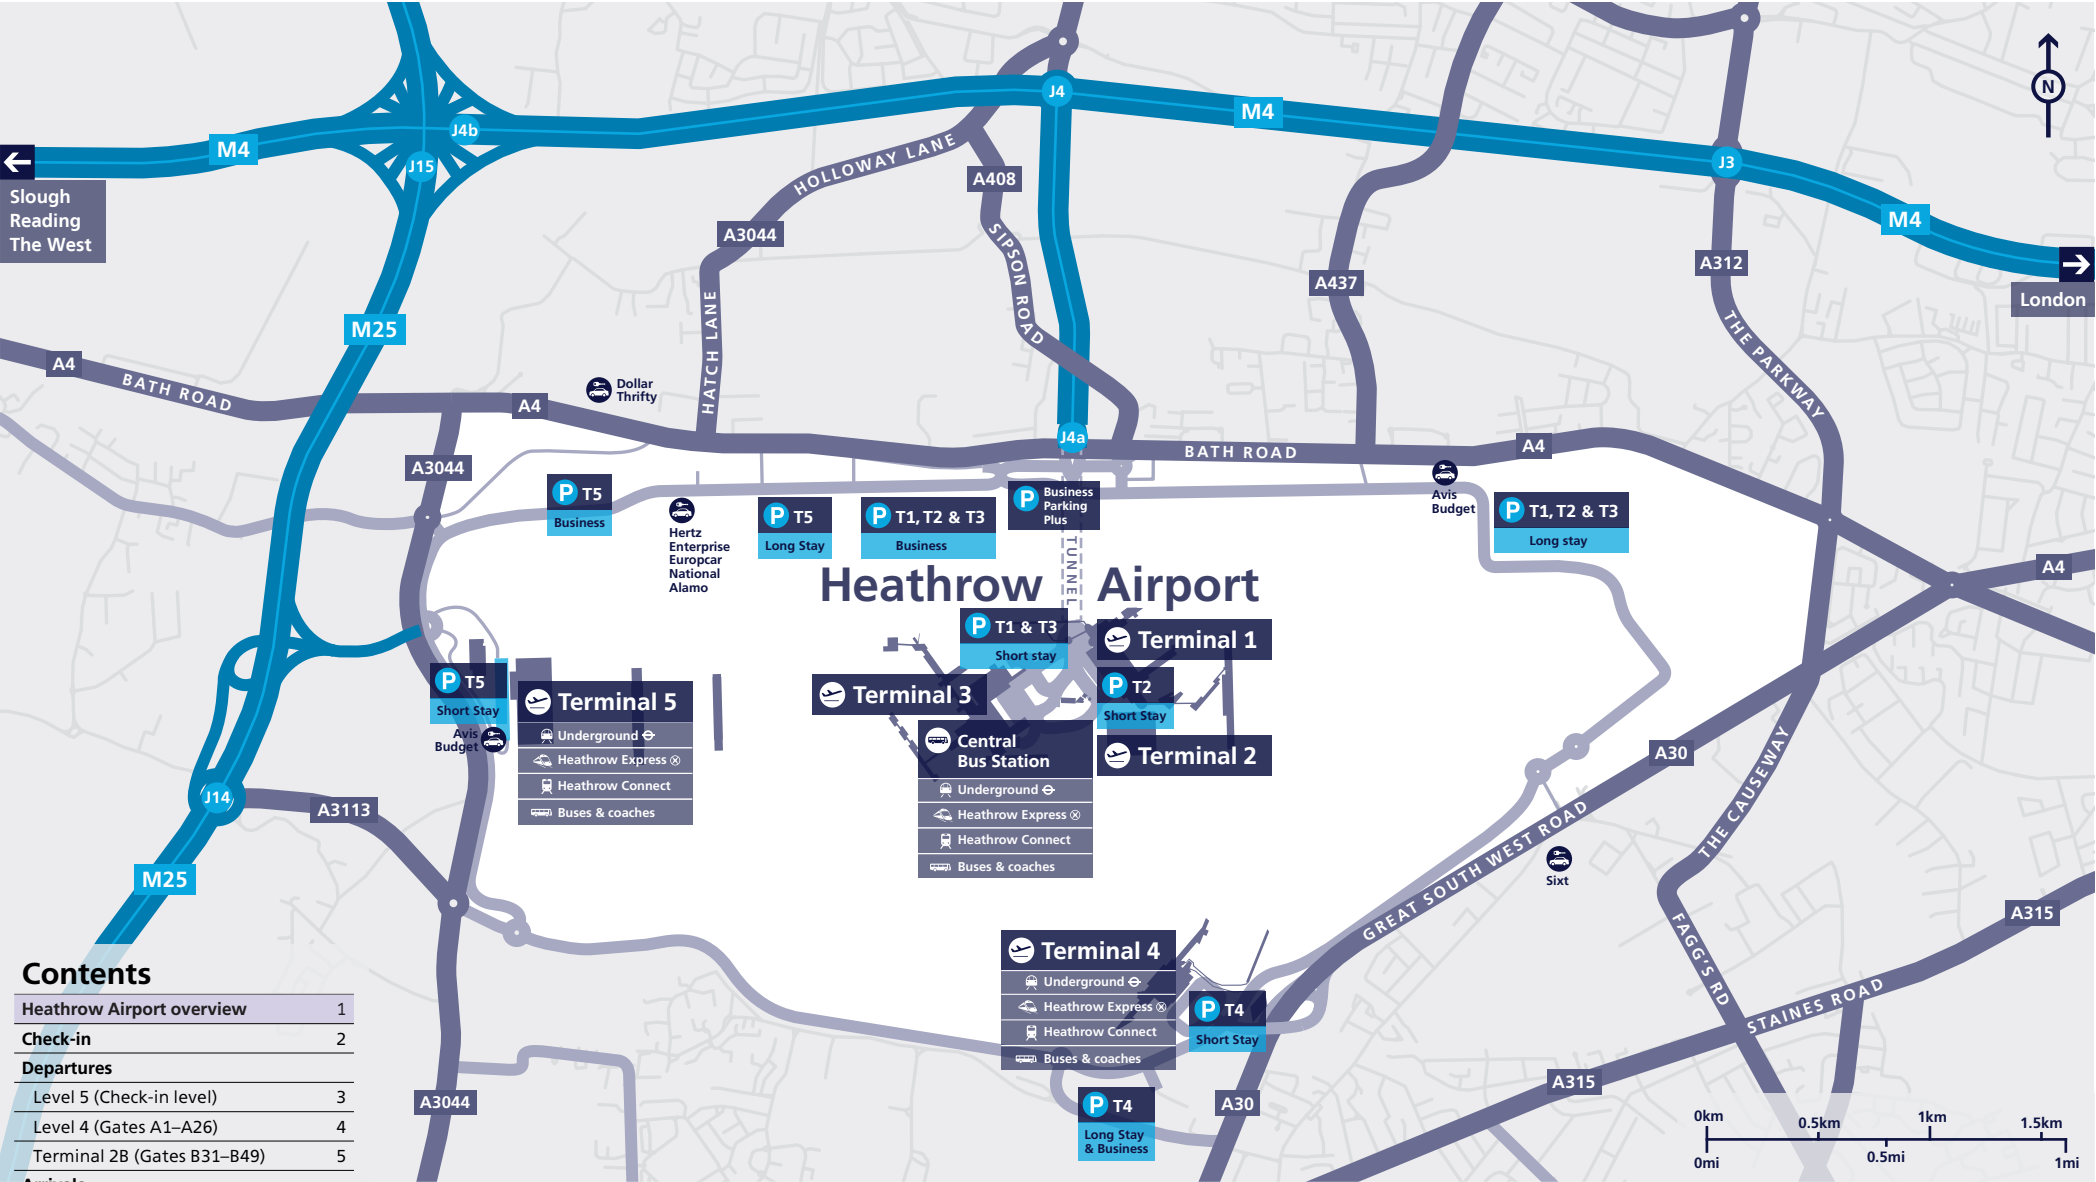 J4
N
M4
J4b
M4
J3
J15
HOLLOWAY LANE
A408
Slough
Reading
The West
M4
A3044
SIPSON ROAD
A312
A437
London
HATCH LANE
M25
THE PARKWAY
A4
BATH ROAD
Dollar
Thrifty
A4
J4a
BATH ROAD
A4
A3044
T5
Business
Hertz
Enterprise
Europcar
National
Alamo
P T5
Long Stay
P T1, T2 & T3
Business
P Business
Parking
Plus
Avis
Budget
P T1, T2 & T3
Long stay
TUNNEL
A4
Heathrow Airport
P T1 & T3
Short stay
Terminal 1
P T5
Short Stay
Avis
Budget
Terminal 5
Underground
Heathrow Express
Heathrow Connect
Buses & coaches
Terminal 3
P T2
Short Stay
Terminal 2
Central
Bus Station
Underground
Heathrow Express
Heathrow Connect
Buses & coaches
A30
THE CAUSEWAY
J14
A3113
GREAT SOUTH WEST ROAD
Sixt
M25
A315
FAGG'S RD
Terminal 4
Underground
Heathrow Express
Heathrow Connect
Buses & coaches
P T4
Short Stay
STAINES ROAD
A315
A3044
P T4
Long Stay
& Business
A30
0km
0.5km
1km
1.5km
0mi
0.5mi
1mi
Contents
Heathrow Airport overview 1
Check-in 2
Departures
Level 5 (Check-in level) 3
Level 4 (Gates A1–A26) 4
Terminal 2B (Gates B31–B49) 5